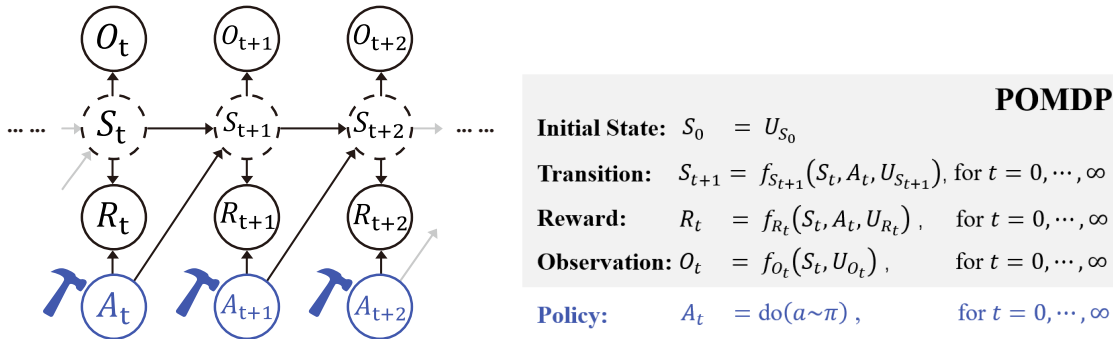 O_t O_{t+1} O_{t+2}
... ... S_t S_{t+1} S_{t+2} ... ...
R_t R_{t+1} R_{t+2}
A_t A_{t+1} A_{t+2}
POMDP
Initial State: S_0 = U_{S_0}
Transition: S_{t+1} = f_{S_{t+1}}(S_t, A_t, U_{S_{t+1}}), for t = 0, ⋯, ∞
Reward: R_t = f_{R_t}(S_t, A_t, U_{R_t}) , for t = 0, ⋯, ∞
Observation: O_t = f_{O_t}(S_t, U_{O_t}) , for t = 0, ⋯, ∞
Policy: A_t = do(a~π) , for t = 0, ⋯, ∞